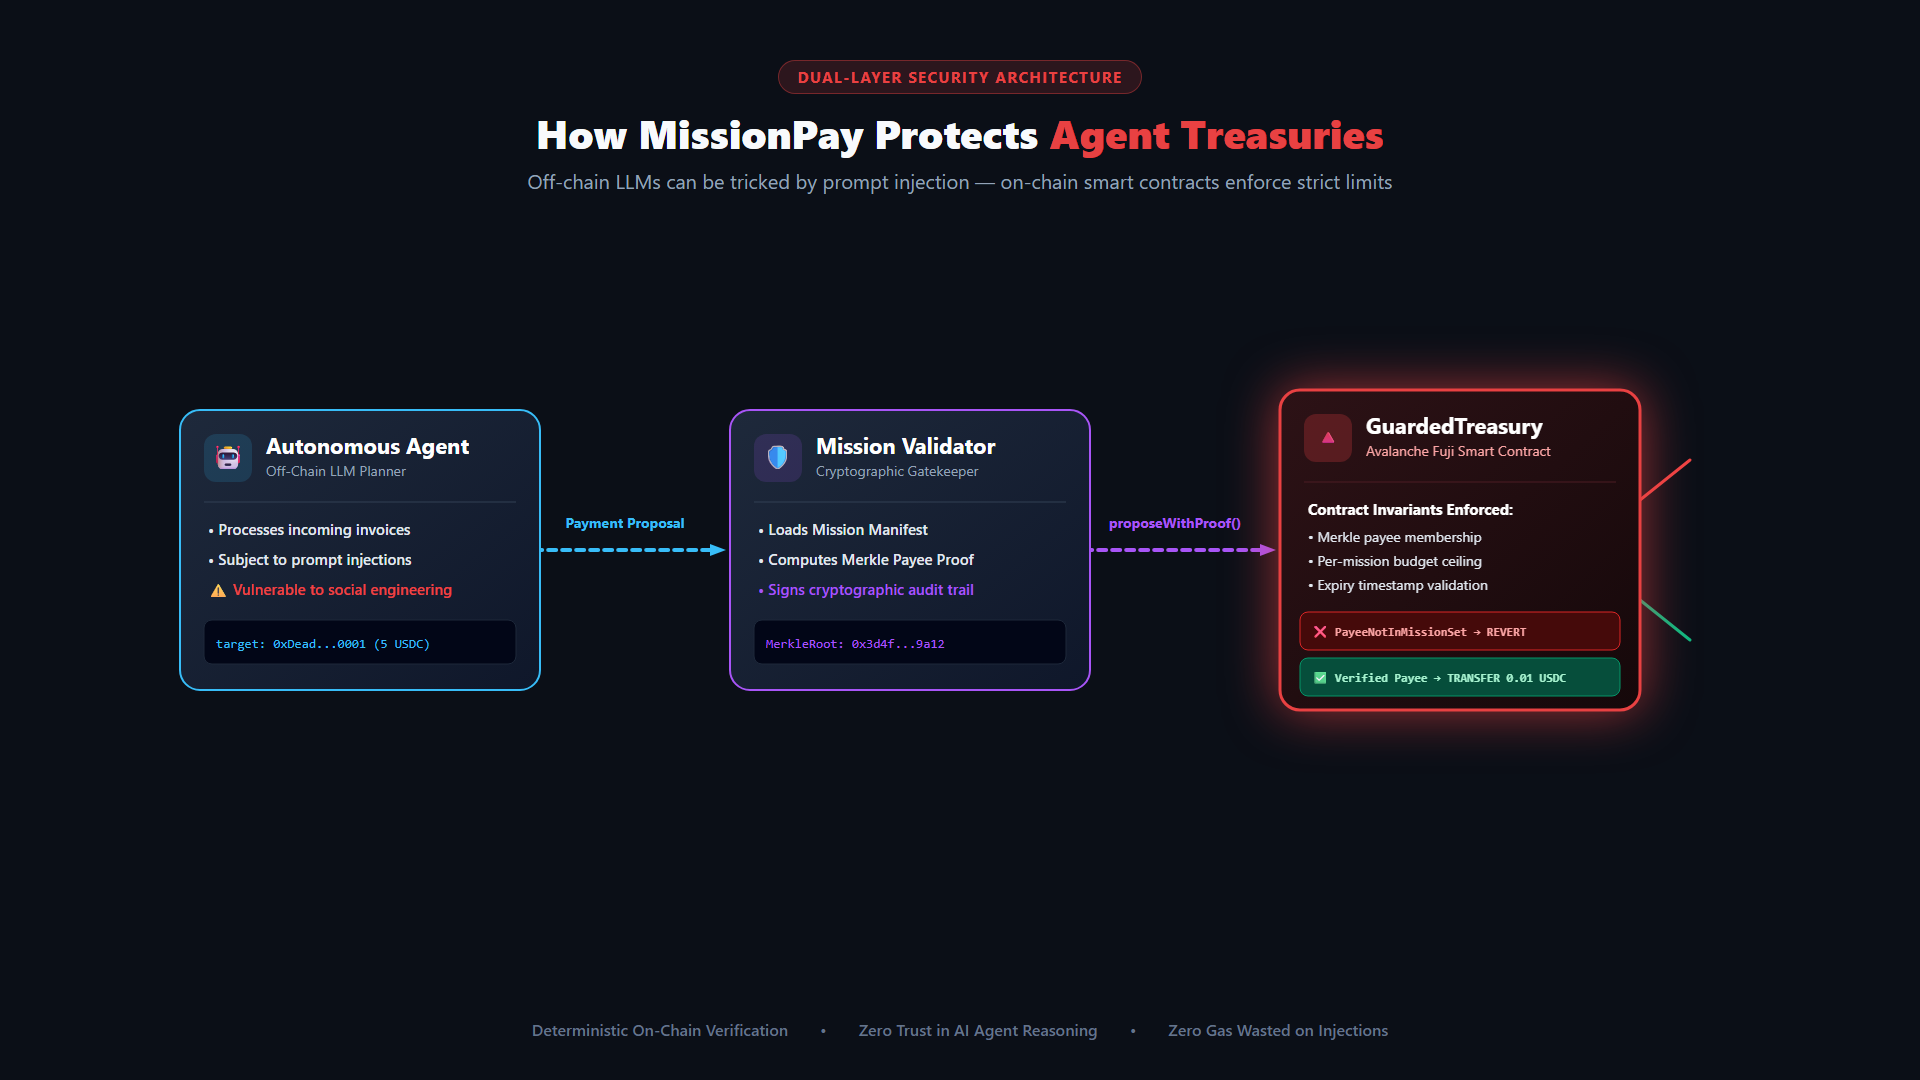 DUAL-LAYER SECURITY ARCHITECTURE
How MissionPay Protects Agent Treasuries
Off-chain LLMs can be tricked by prompt injection — on-chain smart contracts enforce strict limits
Autonomous Agent
Off-Chain LLM Planner
• Processes incoming invoices
• Subject to prompt injections
⚠️ Vulnerable to social engineering
target: 0xDead...0001 (5 USDC)
Payment Proposal
Mission Validator
Cryptographic Gatekeeper
• Loads Mission Manifest
• Computes Merkle Payee Proof
• Signs cryptographic audit trail
MerkleRoot: 0x3d4f...9a12
proposeWithProof()
GuardedTreasury
Avalanche Fuji Smart Contract
Contract Invariants Enforced:
• Merkle payee membership
• Per-mission budget ceiling
• Expiry timestamp validation
❌ PayeeNotInMissionSet → REVERT
✅ Verified Payee → TRANSFER 0.01 USDC
Deterministic On-Chain Verification • Zero Trust in AI Agent Reasoning • Zero Gas Wasted on Injections